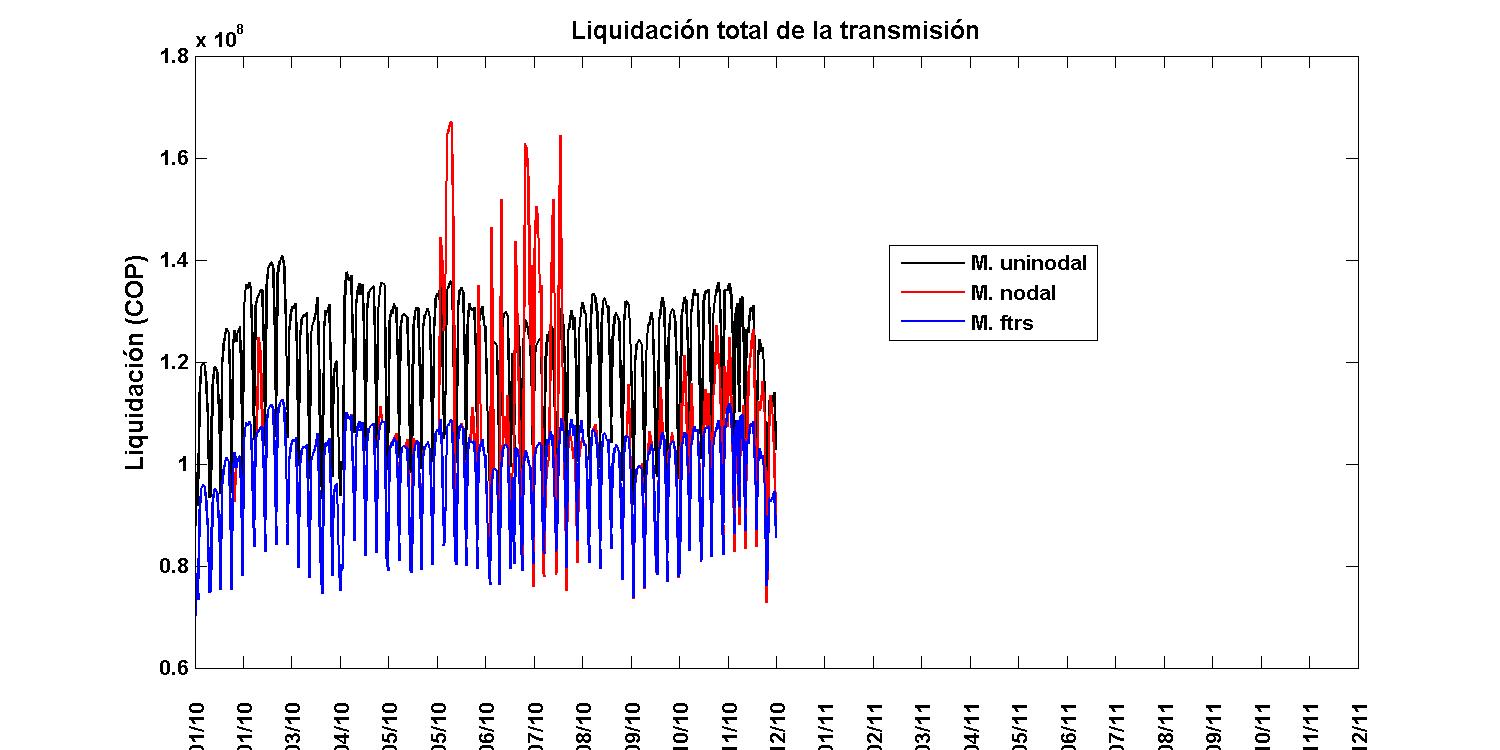 Liquidación total de la transmisión
x 10⁸
1.8
1.6
1.4
1.2
1
0.8
0.6
Liquidación (COP)
M. uninodal
M. nodal
M. ftrs
01/10 01/10 03/10 04/10 05/10 06/10 07/10 08/10 09/10 10/10 11/10 12/10 01/11 02/11 03/11 04/11 05/11 06/11 07/11 08/11 09/11 10/11 11/11 12/11